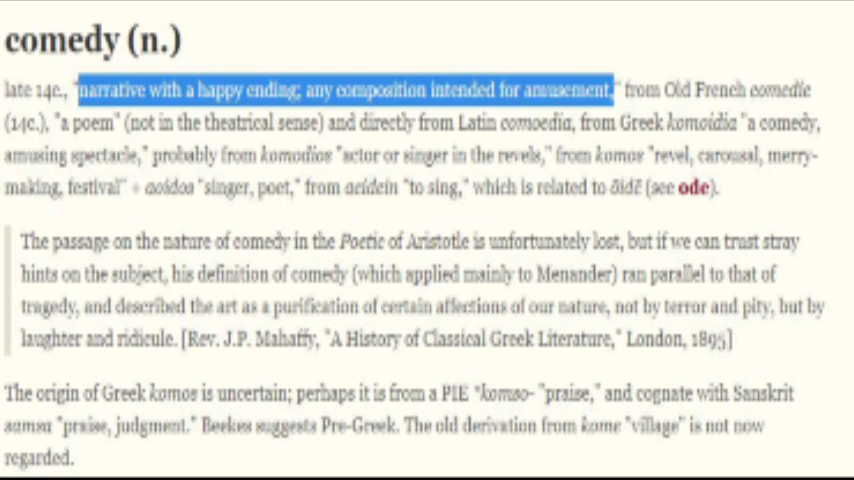 comedy (n.)
late 14c., "narrative with a happy ending; any composition intended for amusement," from Old French comedie
(14c.), "a poem" (not in the theatrical sense) and directly from Latin comoedia, from Greek komoidia "a comedy,
amusing spectacle," probably from komodios "actor or singer in the revels," from komos "revel, carousal, merry-
making, festival" + aoidos "singer, poet," from aeidein "to sing," which is related to ōidē (see ode).
The passage on the nature of comedy in the Poetic of Aristotle is unfortunately lost, but if we can trust stray
hints on the subject, his definition of comedy (which applied mainly to Menander) ran parallel to that of
tragedy, and described the art as a purification of certain affections of our nature, not by terror and pity, but by
laughter and ridicule. [Rev. J.P. Mahaffy, "A History of Classical Greek Literature," London, 1895]
The origin of Greek komos is uncertain; perhaps it is from a PIE *komso- "praise," and cognate with Sanskrit
samsa "praise, judgment." Beekes suggests Pre-Greek. The old derivation from kome "village" is not now
regarded.